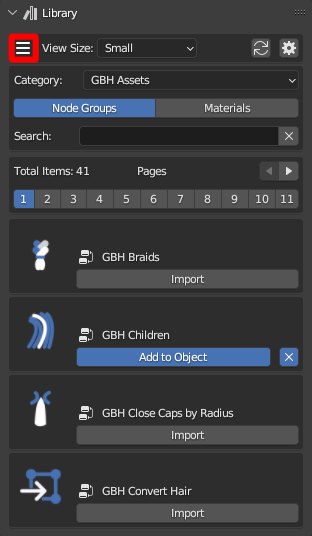 Library
View Size: Small
Category: GBH Assets
Node Groups Materials
Search:
Total Items: 41 Pages
1 2 3 4 5 6 7 8 9 10 11
GBH Braids
Import
GBH Children
Add to Object
GBH Close Caps by Radius
Import
GBH Convert Hair
Import